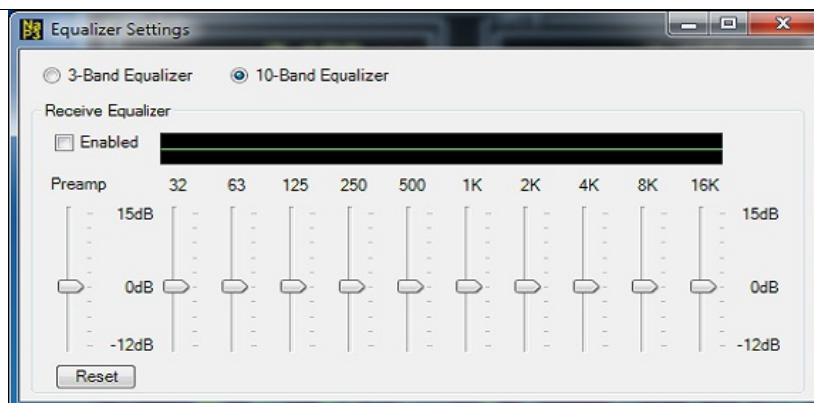 Equalizer Settings
3-Band Equalizer 10-Band Equalizer
Receive Equalizer
Enabled
Preamp 32 63 125 250 500 1K 2K 4K 8K 16K
15dB 15dB
0dB 0dB
-12dB -12dB
Reset